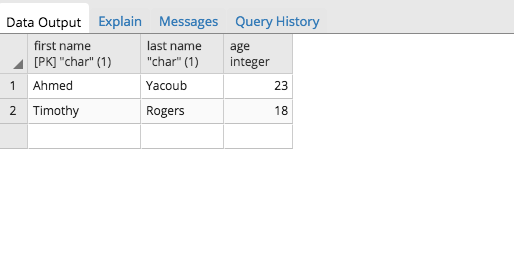 Data Output Explain Messages Query History
first name last name age
[PK] "char" (1) "char" (1) integer
1 Ahmed Yacoub 23
2 Timothy Rogers 18